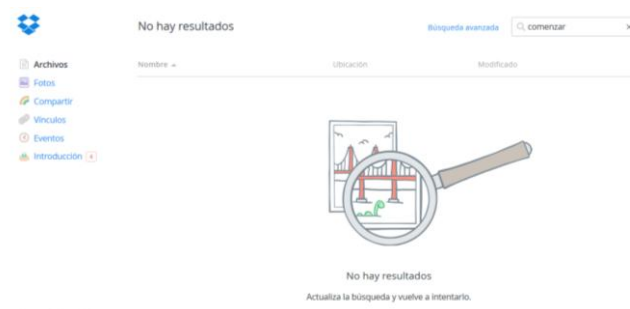 No hay resultados
Búsqueda avanzada
comenzar
Archivos
Nombre
Ubicación
Modificado
Fotos
Compartir
Vínculos
Eventos
Introducción 4
No hay resultados
Actualiza la búsqueda y vuelve a intentarlo.